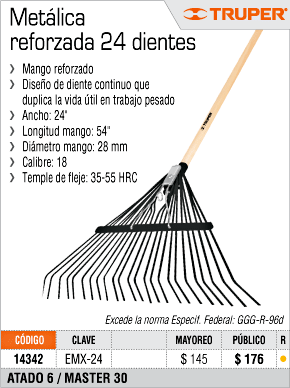 TRUPER®
Metálica
reforzada 24 dientes
Mango reforzado
Diseño de diente continuo que
duplica la vida útil en trabajo pesado
Ancho: 24"
Longitud mango: 54"
Diámetro mango: 28 mm
Calibre: 18
Temple de fleje: 35-55 HRC
TRUPER
Excede la norma Especif. Federal: GGG-R-96d
CÓDIGO CLAVE MAYOREO PÚBLICO R
14342 EMX-24 $ 145 $ 176
ATADO 6 / MASTER 30